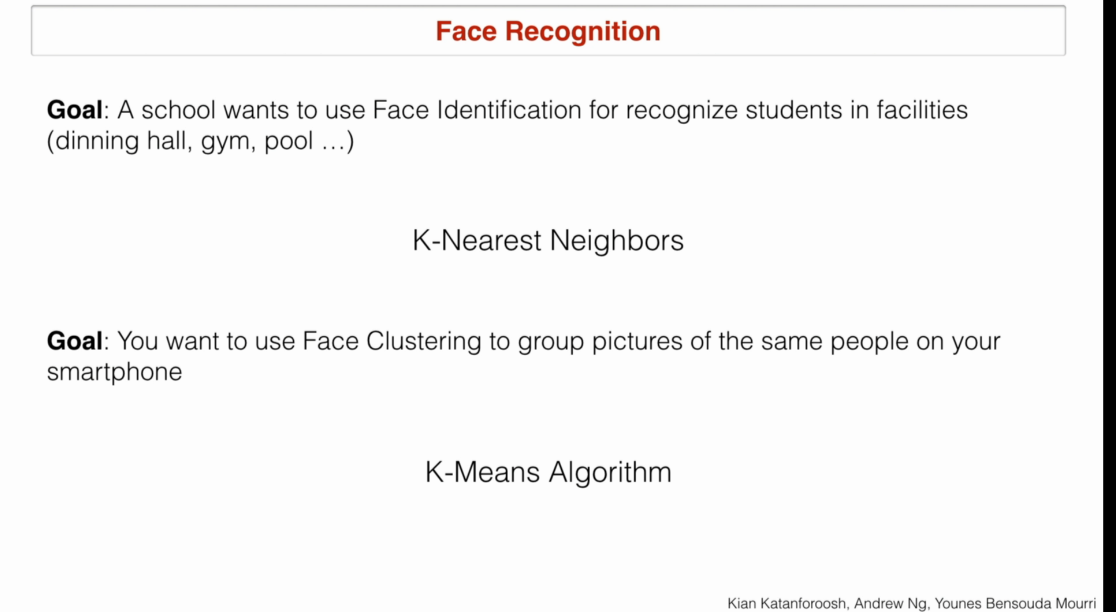 Face Recognition
Goal: A school wants to use Face Identification for recognize students in facilities
(dinning hall, gym, pool …)
K-Nearest Neighbors
Goal: You want to use Face Clustering to group pictures of the same people on your
smartphone
K-Means Algorithm
Kian Katanforoosh, Andrew Ng, Younes Bensouda Mourri